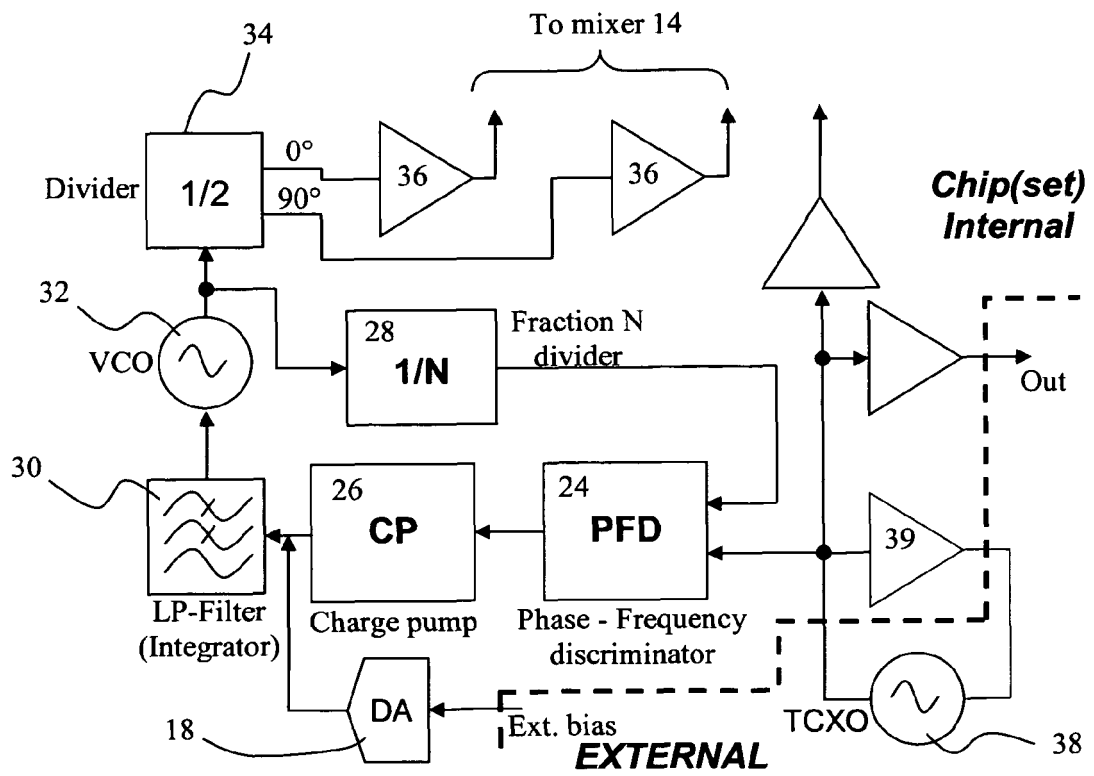 To mixer 14
34
0°
36
36
Divider
1/2
90°
Chip(set)
Internal
32
VCO
28
1/N
Fraction N
divider
Out
30
26
CP
24
PFD
39
LP-Filter
(Integrator)
Charge pump
Phase - Frequency
discriminator
18
DA
Ext. bias
EXTERNAL
TCXO
38